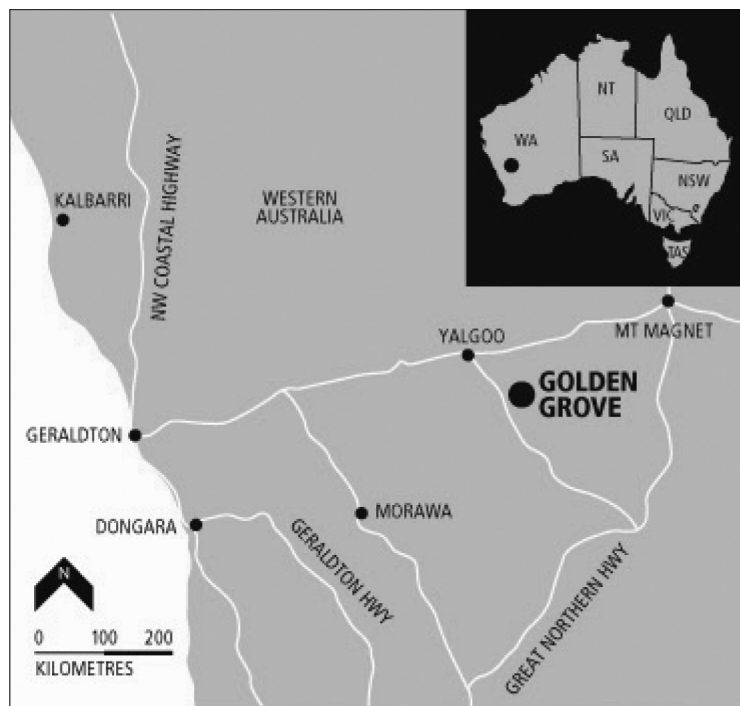 NT
QLD
WA
SA
NSW
VIC
TAS
KALBARRI
NW COASTAL HIGHWAY
WESTERN
AUSTRALIA
MT MAGNET
YALGOO
GOLDEN
GROVE
GERALDTON
MORAWA
DONGARA
GERALDTON HWY
GREAT NORTHERN HWY
N
0 100 200
KILOMETRES